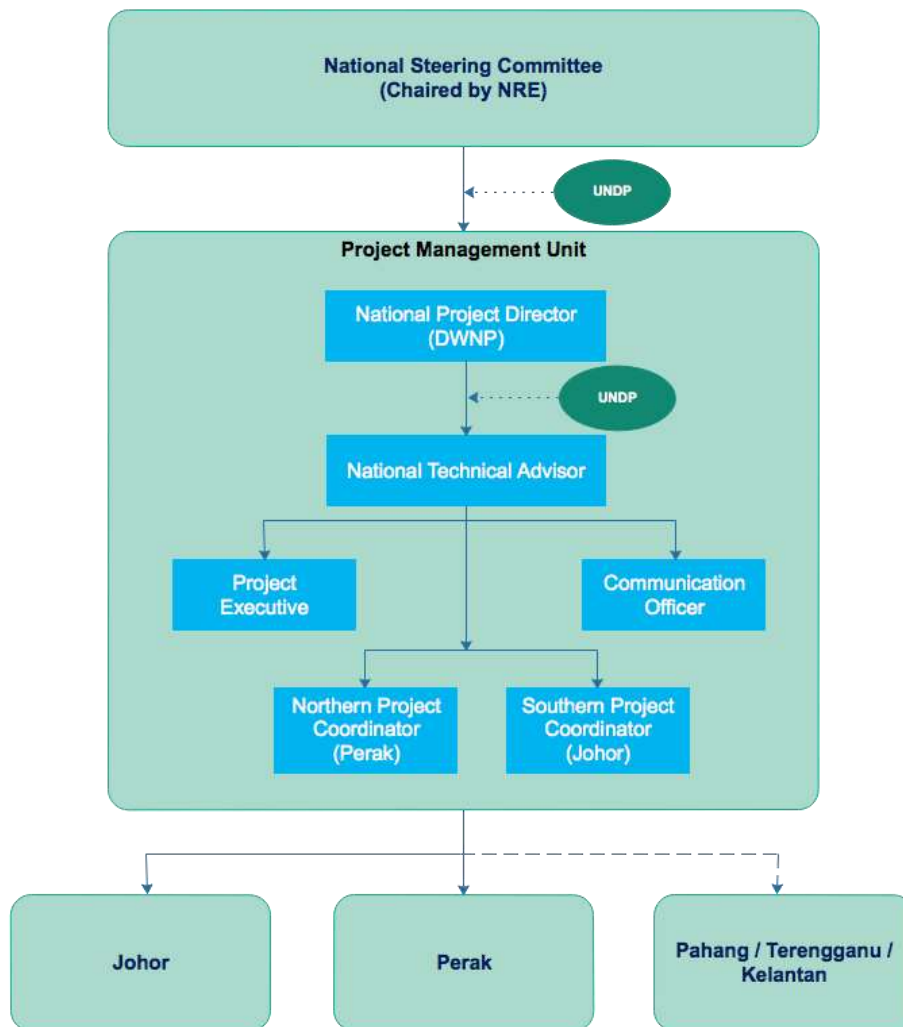 National Steering Committee
(Chaired by NRE)
UNDP
Project Management Unit
National Project Director
(DWNP)
UNDP
National Technical Advisor
Project
Executive
Communication
Officer
Northern Project
Coordinator
(Perak)
Southern Project
Coordinator
(Johor)
Johor
Perak
Pahang / Terengganu /
Kelantan